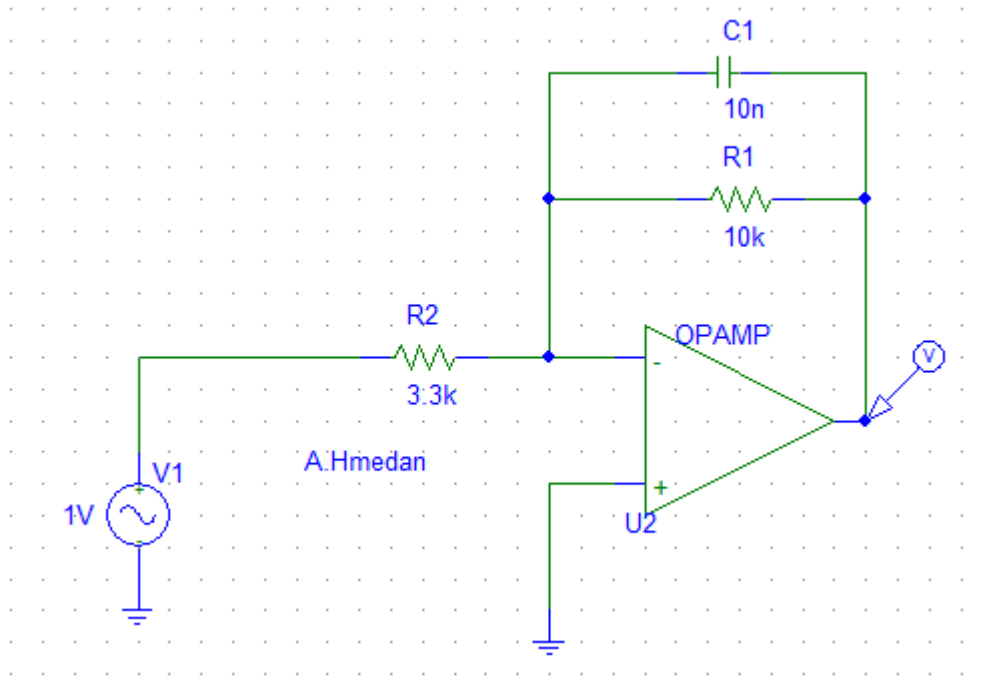 C1
10n
R1
10k
R2
3.3k
OPAMP
-
+
U2
V
A.Hmedan
V1
1V
+
-